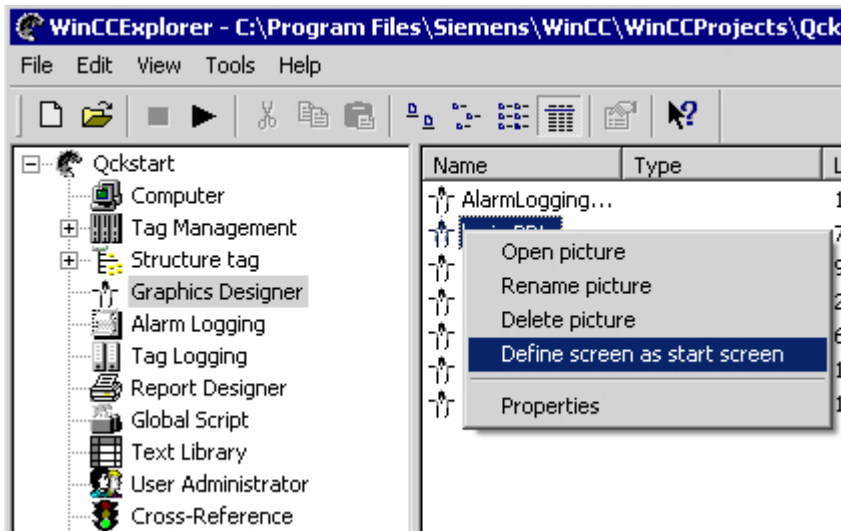 WinCCExplorer - C:\Program Files\Siemens\WinCC\WinCCProjects\Qck
File Edit View Tools Help
Qckstart
Computer
Tag Management
Structure tag
Graphics Designer
Alarm Logging
Tag Logging
Report Designer
Global Script
Text Library
User Administrator
Cross-Reference
Name Type L
AlarmLogging... 1
7
Open picture
Rename picture
Delete picture
Define screen as start screen
Properties